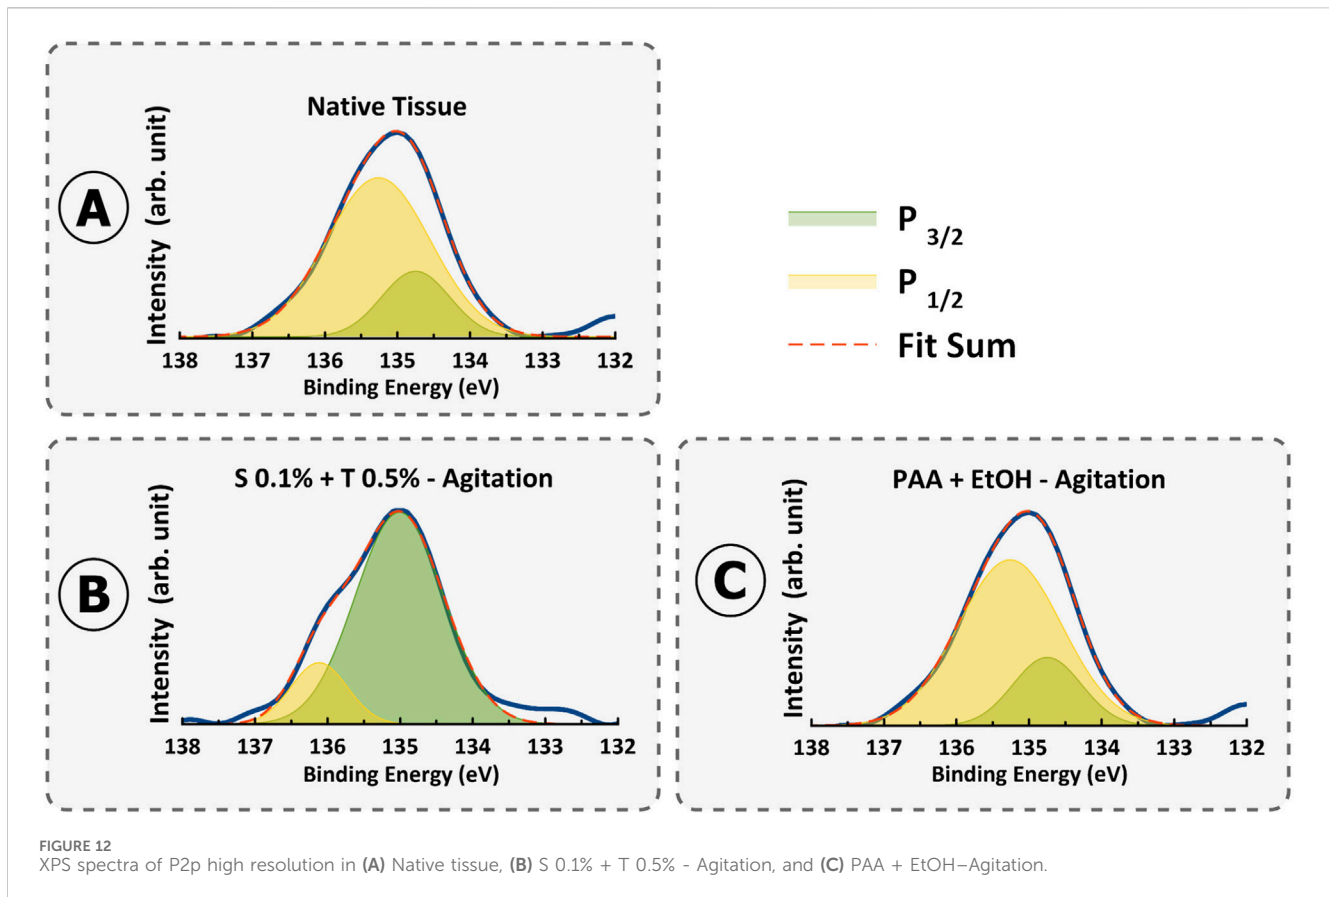 Native Tissue
A
Intensity (arb. unit)
138 137 136 135 134 133 132
Binding Energy (eV)
P 3/2
P 1/2
Fit Sum
S 0.1% + T 0.5% - Agitation
B
Intensity (arb. unit)
138 137 136 135 134 133 132
Binding Energy (eV)
PAA + EtOH - Agitation
C
Intensity (arb. unit)
138 137 136 135 134 133 132
Binding Energy (eV)
FIGURE 12
XPS spectra of P2p high resolution in (A) Native tissue, (B) S 0.1% + T 0.5% - Agitation, and (C) PAA + EtOH–Agitation.